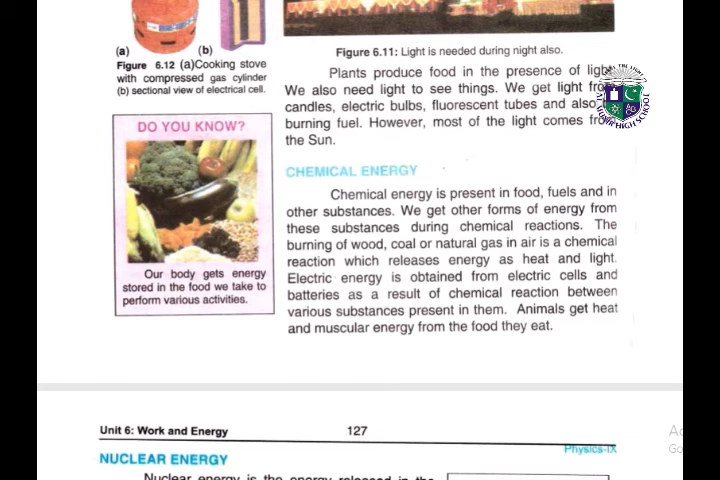 (a)
(b)
Figure 6.12 (a)Cooking stove
with compressed gas cylinder
(b) sectional view of electrical cell.
DO YOU KNOW?
Our body gets energy
stored in the food we take to
perform various activities.
Figure 6.11: Light is needed during night also.
Plants produce food in the presence of light.
We also need light to see things. We get light from
candles, electric bulbs, fluorescent tubes and also
burning fuel. However, most of the light comes from
the Sun.
CHEMICAL ENERGY
Chemical energy is present in food, fuels and in
other substances. We get other forms of energy from
these substances during chemical reactions. The
burning of wood, coal or natural gas in air is a chemical
reaction which releases energy as heat and light.
Electric energy is obtained from electric cells and
batteries as a result of chemical reaction between
various substances present in them. Animals get heat
and muscular energy from the food they eat.
Unit 6: Work and Energy
127
Physics-IX
NUCLEAR ENERGY
Nuclear energy is the energy released in the
HIGH SCHOOL